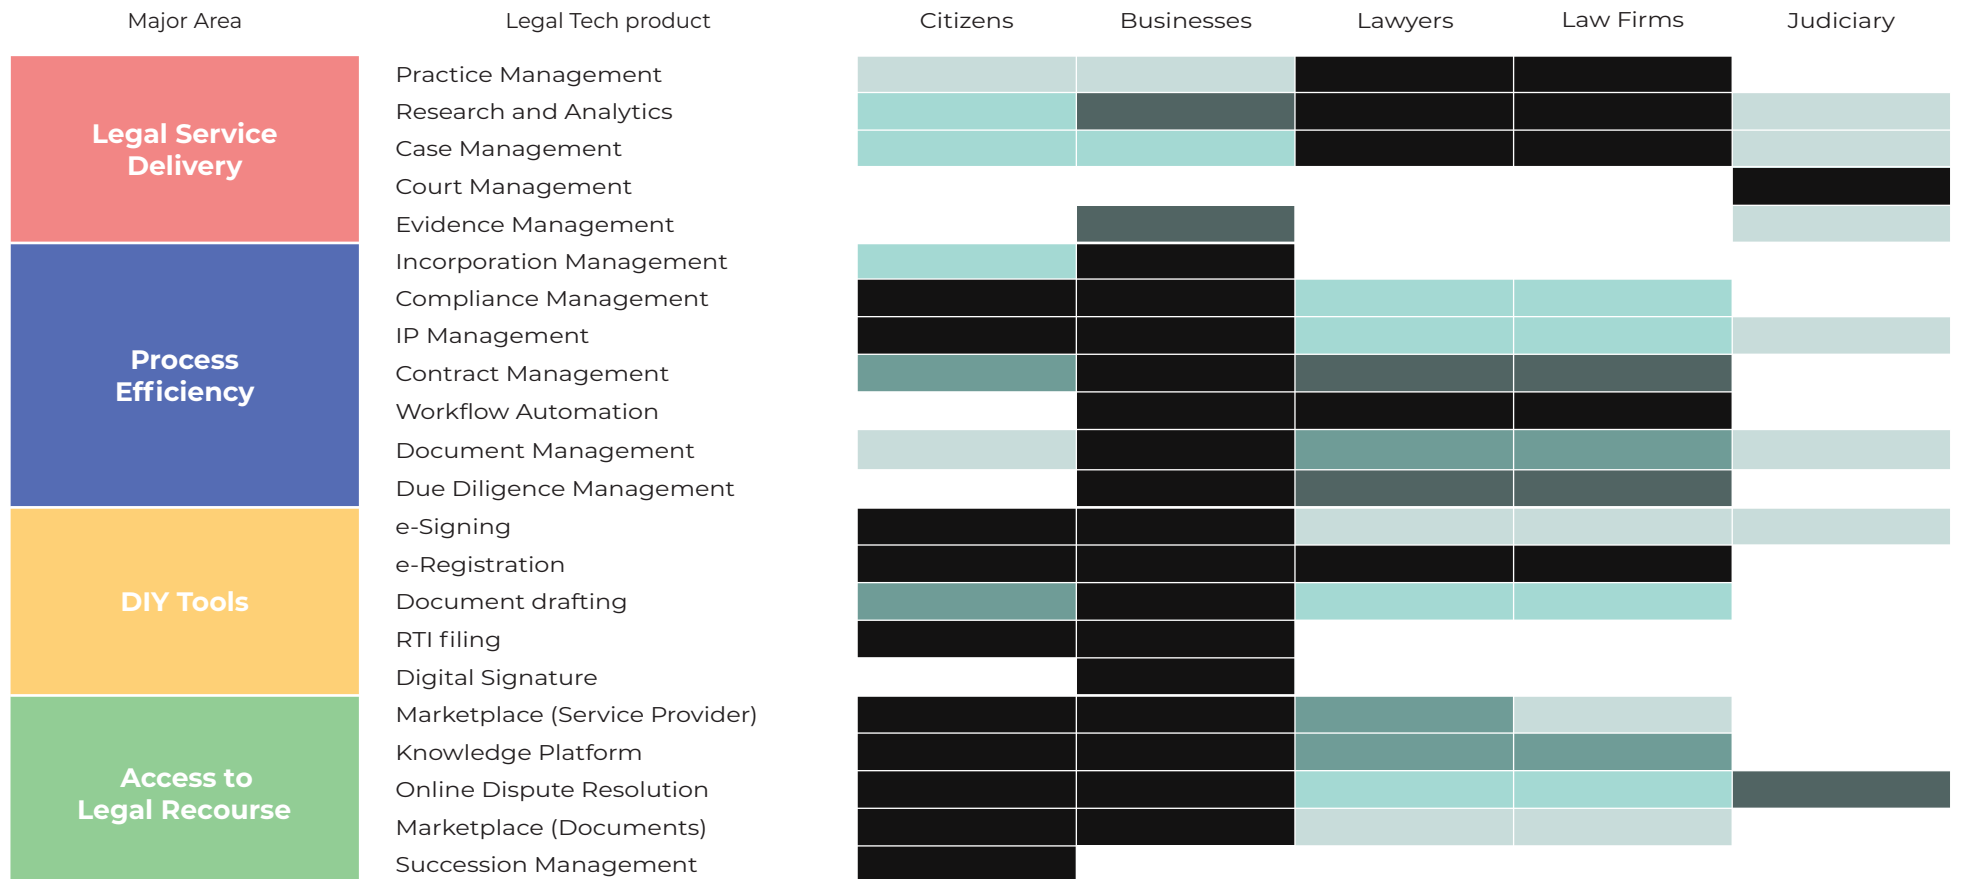 Major Area
Legal Tech product
Citizens
Businesses
Lawyers
Law Firms
Judiciary
Legal Service
Delivery
Practice Management
Research and Analytics
Case Management
Court Management
Evidence Management
Process
Efficiency
Incorporation Management
Compliance Management
IP Management
Contract Management
Workflow Automation
Document Management
Due Diligence Management
DIY Tools
e-Signing
e-Registration
Document drafting
RTI filing
Digital Signature
Access to
Legal Recourse
Marketplace (Service Provider)
Knowledge Platform
Online Dispute Resolution
Marketplace (Documents)
Succession Management